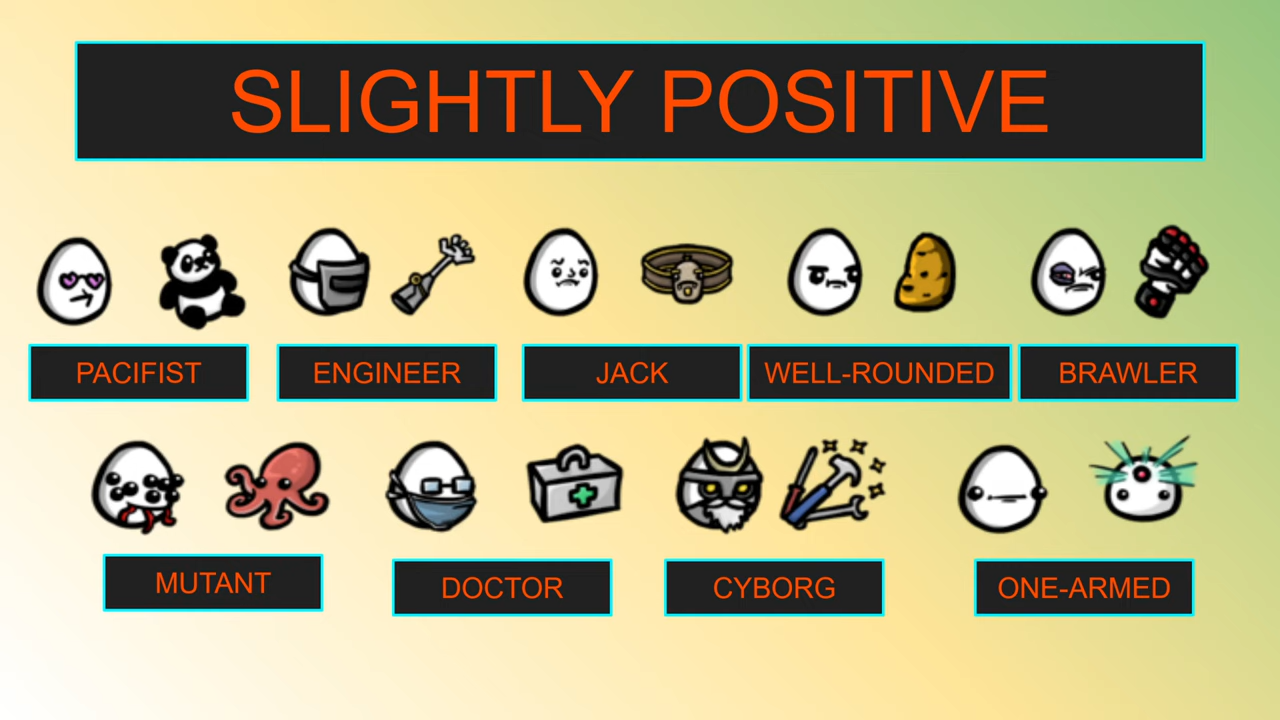 SLIGHTLY POSITIVE
PACIFIST
ENGINEER
JACK
WELL-ROUNDED
BRAWLER
MUTANT
DOCTOR
CYBORG
ONE-ARMED